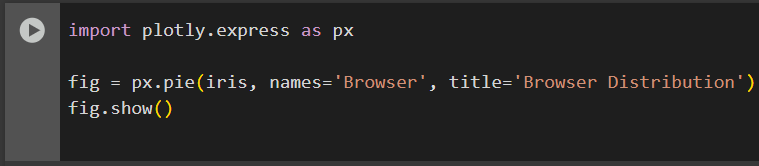 import plotly.express as px
fig = px.pie(iris, names='Browser', title='Browser Distribution')
fig.show()